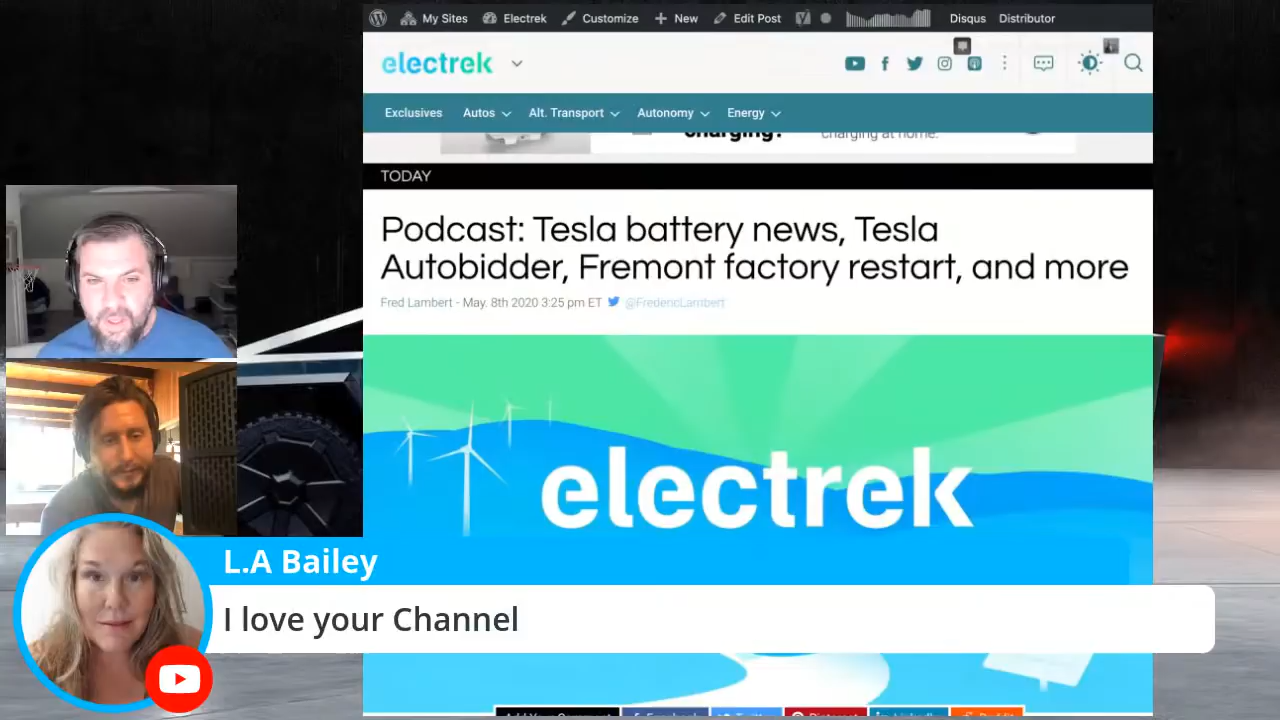 My Sites
Electrek
Customize
New
Edit Post
Disqus
Distributor
electrek
Exclusives
Autos
Alt. Transport
Autonomy
Energy
charging?
charging at home.
TODAY
Podcast: Tesla battery news, Tesla
Autobidder, Fremont factory restart, and more
Fred Lambert - May. 8th 2020 3:25 pm ET @FredericLambert
electrek
L.A Bailey
I love your Channel